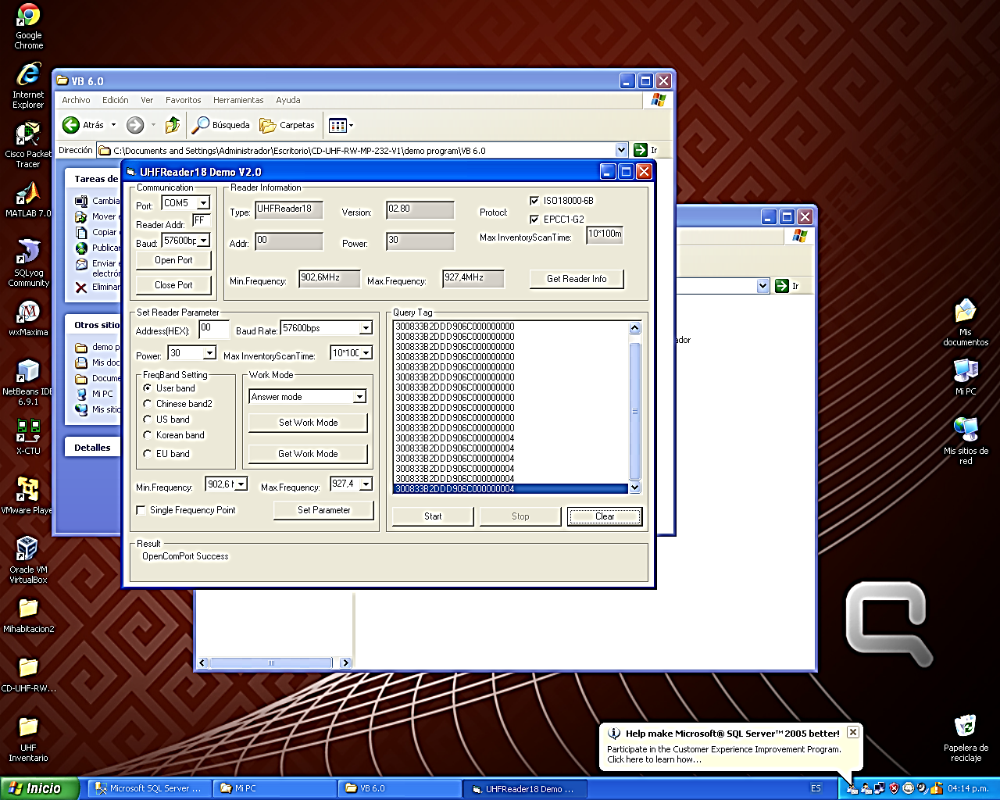 Google
Chrome
Internet
Explorer
Cisco Packet
Tracer
MATLAB 7.0
SQLyog
Community
wxMaxima
NetBeans IDE
6.9.1
X-CTU
VMware Playe
Oracle VM
VirtualBox
Mihabitacion2
CD-UHF-RW...
UHF
Inventario
VB 6.0
Archivo Edición Ver Favoritos Herramientas Ayuda
Atrás Búsqueda Carpetas
Dirección C:\Documents and Settings\Administrador\Escritorio\CD-UHF-RW-MP-232-V1\demo program\VB 6.0 Ir
Tareas de
Cambia
Mover e
Copiar
Publicar
Enviar e
electrón
Eliminar
Otros sitio
demo p
Mis doc
Docume
Mi PC
Mis sitio
Detalles
UHFReader18 Demo V2.0
Communication
Port: COM5
Reader Addr: FF
Baud: 57600bp
Open Port
Close Port
Reader Information
Type: UHFReader18 Version: 02.80 Protocl: ISO18000-6B
EPCC1-G2
Addr: 00 Power: 30 Max InventoryScanTime: 10*100m
Min.Frequency: 902,6MHz Max.Frequency: 927,4MHz Get Reader Info
Set Reader Parameter
Address(HEX): 00 Baud Rate: 57600bps
Power: 30 Max InventoryScanTime: 10*100
FreqBand Setting
User band
Chinese band2
US band
Korean band
EU band
Work Mode
Answer mode
Set Work Mode
Get Work Mode
Min.Frequency: 902,6 Max.Frequency: 927,4
Single Frequency Point Set Parameter
Query Tag
300833B2DDD906C000000000
300833B2DDD906C000000000
300833B2DDD906C000000000
300833B2DDD906C000000000
300833B2DDD906C000000000
300833B2DDD906C000000000
300833B2DDD906C000000000
300833B2DDD906C000000000
300833B2DDD906C000000000
300833B2DDD906C000000000
300833B2DDD906C000000000
300833B2DDD906C000000004
300833B2DDD906C000000004
300833B2DDD906C000000004
300833B2DDD906C000000004
300833B2DDD906C000000004
300833B2DDD906C000000004
Start Stop Clear
Result
OpenComPort Success
Ir
ador
Mis
documentos
Mi PC
Mis sitios de
red
Papelera de
reciclaje
Help make Microsoft® SQL Server™ 2005 better!
Participate in the Customer Experience Improvement Program.
Click here to learn how...
Inicio Microsoft SQL Server ... Mi PC VB 6.0 UHFReader18 Demo ... ES 04:14 p.m.